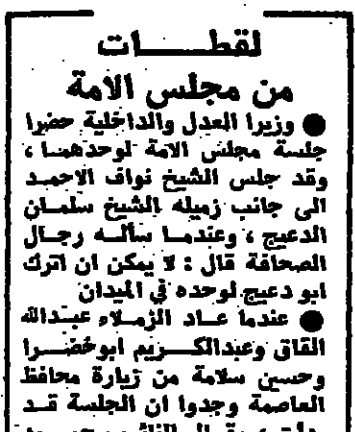 لقطات
من مجلس الامة
● وزيرا العدل والداخلية حضرا
جلسة مجلس الامة لوحدهما ،
وقد جلس الشيخ نواف الاحمد
الى جانب زميله الشيخ سلمان
الدعيج ، وعندما سأله رجال
الصحافة قال : لا يمكن ان اترك
ابو دعيج لوحده في الميدان
● عندما عاد الزملاء عبدالله
القاق وعبدالكريم ابوخضرا
وحسين سلامة من زيارة محافظ
العاصمة وجدوا ان الجلسة قد